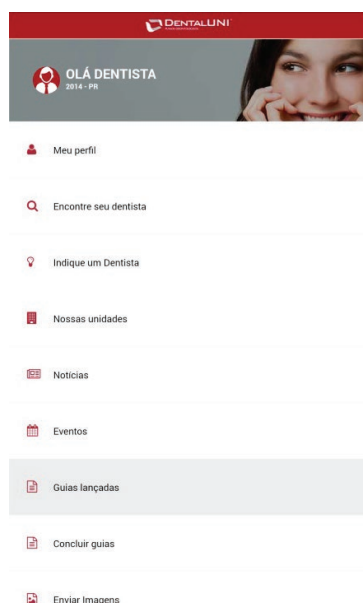 DENTALUNI
OLÁ DENTISTA
2014 - PR
Meu perfil
Encontre seu dentista
Indique um Dentista
Nossas unidades
Notícias
Eventos
Guias lançadas
Concluir guias
Enviar Imagens